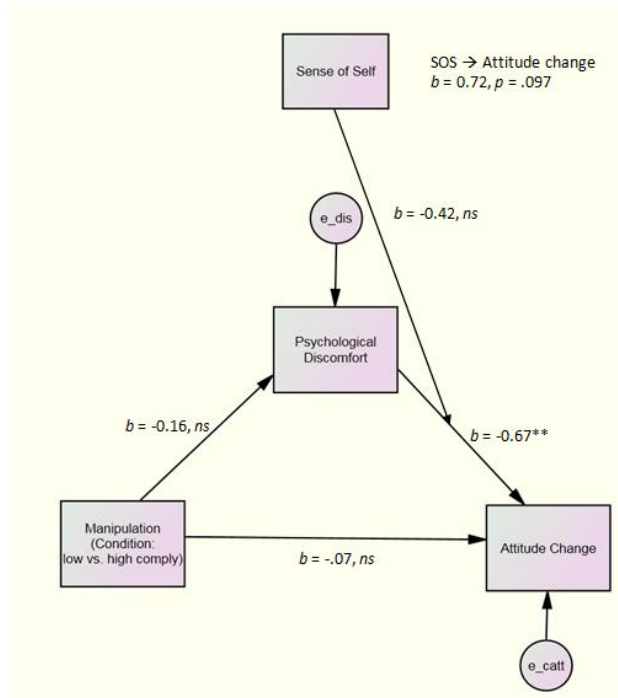 Sense of Self
SOS → Attitude change
b = 0.72, p = .097
e_dis
b = -0.42, ns
Psychological
Discomfort
b = -0.16, ns
b = -0.67**
Manipulation
(Condition:
low vs. high comply)
Attitude Change
b = -.07, ns
e_catt